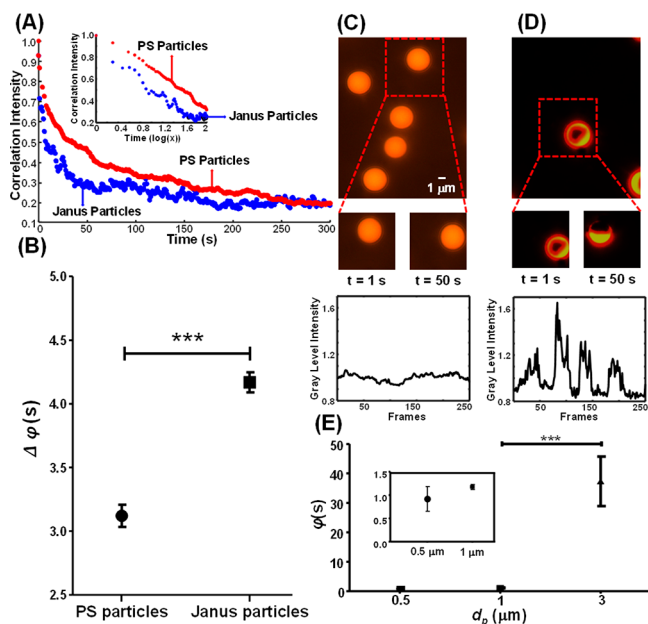 (A)
Correlation Intensity
1.0
0.9
0.8
0.7
0.6
0.5
0.4
0.3
0.2
0.1
0
50
100
150
200
250
300
Time (s)
PS Particles
Janus Particles
Correlation Intensity
1.0
0.8
0.6
0.4
0.2
0
0.4
0.8
1.2
1.6
2
Time (log(x))
PS Particles
Janus Particles
(B)
Δ φ (s)
5.0
4.5
4.0
3.5
3.0
2.5
***
PS particles
Janus particles
(C)
1 μm
t = 1 s
t = 50 s
Gray Level Intensity
1.6
1.2
0.8
50
150
250
Frames
(D)
t = 1 s
t = 50 s
Gray Level Intensity
1.6
1.2
0.8
50
150
250
Frames
(E)
φ(s)
50
40
30
20
10
0
***
1.5
1.0
0.5
0.0
0.5 μm
1 μm
0.5
1
3
dp (μm)